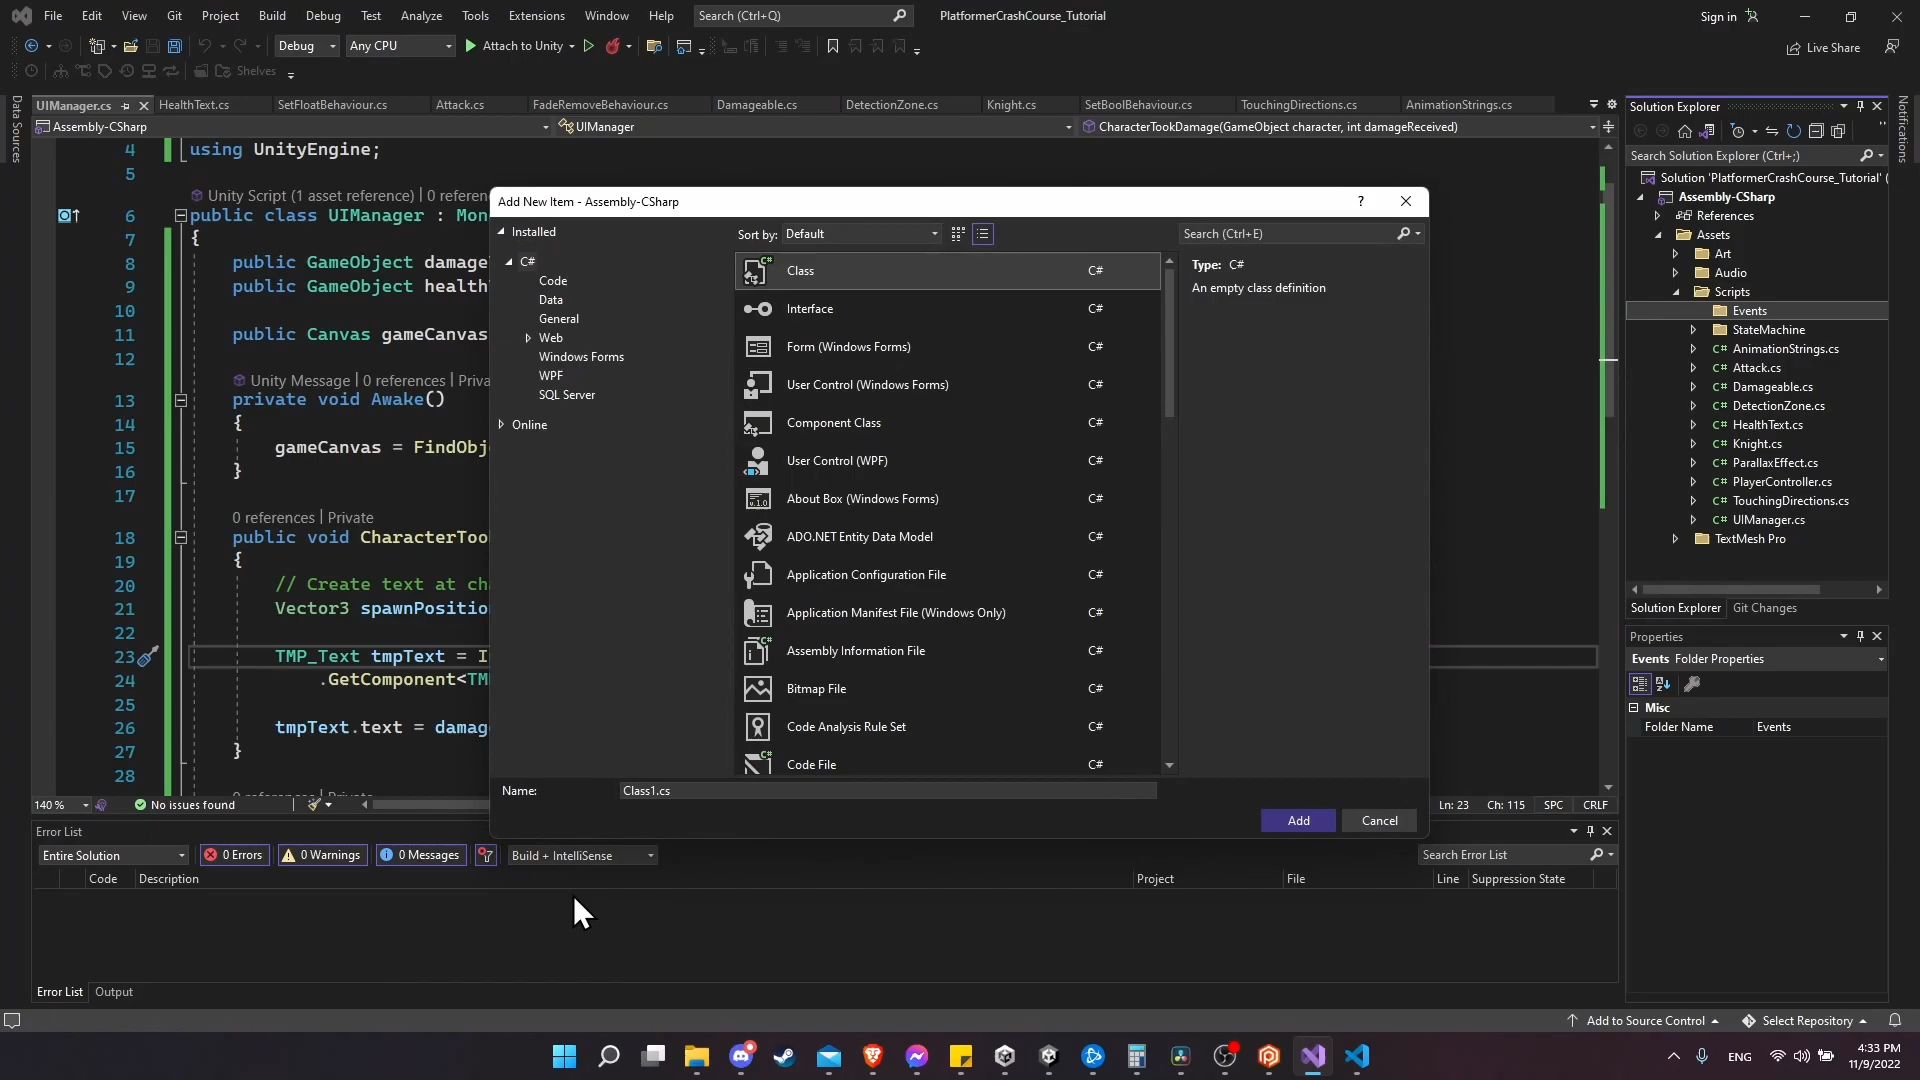 File Edit View Git Project Build Debug Test Analyze Tools Extensions Window Help Search (Ctrl+Q) PlatformerCrashCourse_Tutorial Sign in
Debug Any CPU Attach to Unity Live Share
Shelves
Data Sources
UIManager.cs HealthText.cs SetFloatBehaviour.cs Attack.cs FadeRemoveBehaviour.cs Damageable.cs DetectionZone.cs Knight.cs SetBoolBehaviour.cs TouchingDirections.cs AnimationStrings.cs
Assembly-CSharp UIManager CharacterTookDamage(GameObject character, int damageReceived)
4 using UnityEngine;
5
Unity Script (1 asset reference) | 0 referen
6 public class UIManager : Mon
7 {
8 public GameObject damage
9 public GameObject health
10
11 public Canvas gameCanvas
12
Unity Message | 0 references | Priva
13 private void Awake()
14 {
15 gameCanvas = FindObj
16 }
17
0 references | Private
18 public void CharacterToo
19 {
20 // Create text at ch
21 Vector3 spawnPositio
22
23 TMP_Text tmpText = I
24 .GetComponent<TM
25
26 tmpText.text = damag
27 }
28
0 references | Private
140 % No issues found Ln: 23 Ch: 115 SPC CRLF
Add New Item - Assembly-CSharp ?
Installed
C#
Code
Data
General
Web
Windows Forms
WPF
SQL Server
Online
Sort by: Default
Search (Ctrl+E)
Class C#
Interface C#
Form (Windows Forms) C#
User Control (Windows Forms) C#
Component Class C#
User Control (WPF) C#
About Box (Windows Forms) C#
ADO.NET Entity Data Model C#
Application Configuration File C#
Application Manifest File (Windows Only) C#
Assembly Information File C#
Bitmap File C#
Code Analysis Rule Set C#
Code File C#
Type: C#
An empty class definition
Name: Class1.cs
Add Cancel
Error List
Entire Solution 0 Errors 0 Warnings 0 Messages Build + IntelliSense Search Error List
Code Description Project File Line Suppression State
Error List Output
Solution Explorer
Search Solution Explorer (Ctrl+;)
Solution 'PlatformerCrashCourse_Tutorial' (
Assembly-CSharp
References
Assets
Art
Audio
Scripts
Events
StateMachine
C# AnimationStrings.cs
C# Attack.cs
C# Damageable.cs
C# DetectionZone.cs
C# HealthText.cs
C# Knight.cs
C# ParallaxEffect.cs
C# PlayerController.cs
C# TouchingDirections.cs
C# UIManager.cs
TextMesh Pro
Solution Explorer Git Changes
Properties
Events Folder Properties
Misc
Folder Name Events
Notifications
Add to Source Control Select Repository
ENG 4:33 PM
11/9/2022